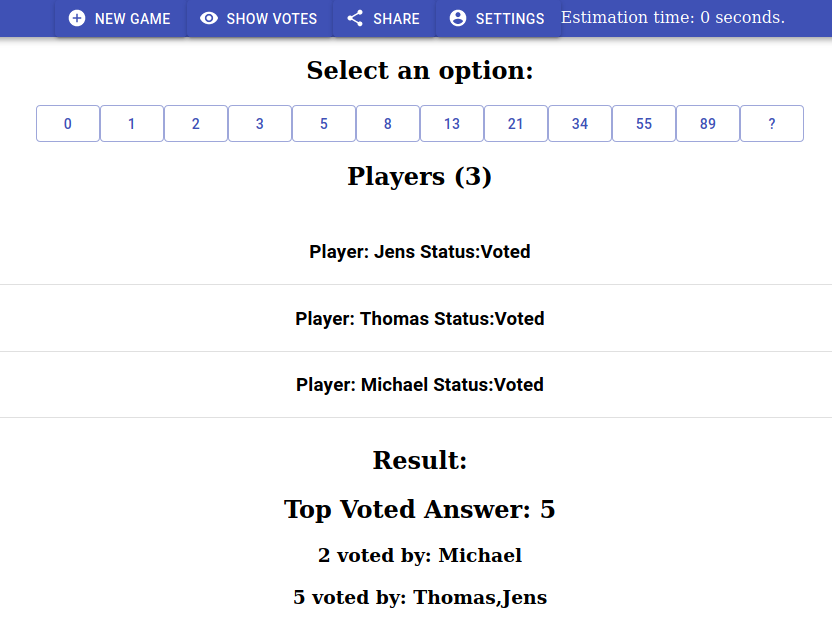 NEW GAME SHOW VOTES SHARE SETTINGS Estimation time: 0 seconds.
Select an option:
0 1 2 3 5 8 13 21 34 55 89 ?
Players (3)
Player: Jens Status:Voted
Player: Thomas Status:Voted
Player: Michael Status:Voted
Result:
Top Voted Answer: 5
2 voted by: Michael
5 voted by: Thomas,Jens